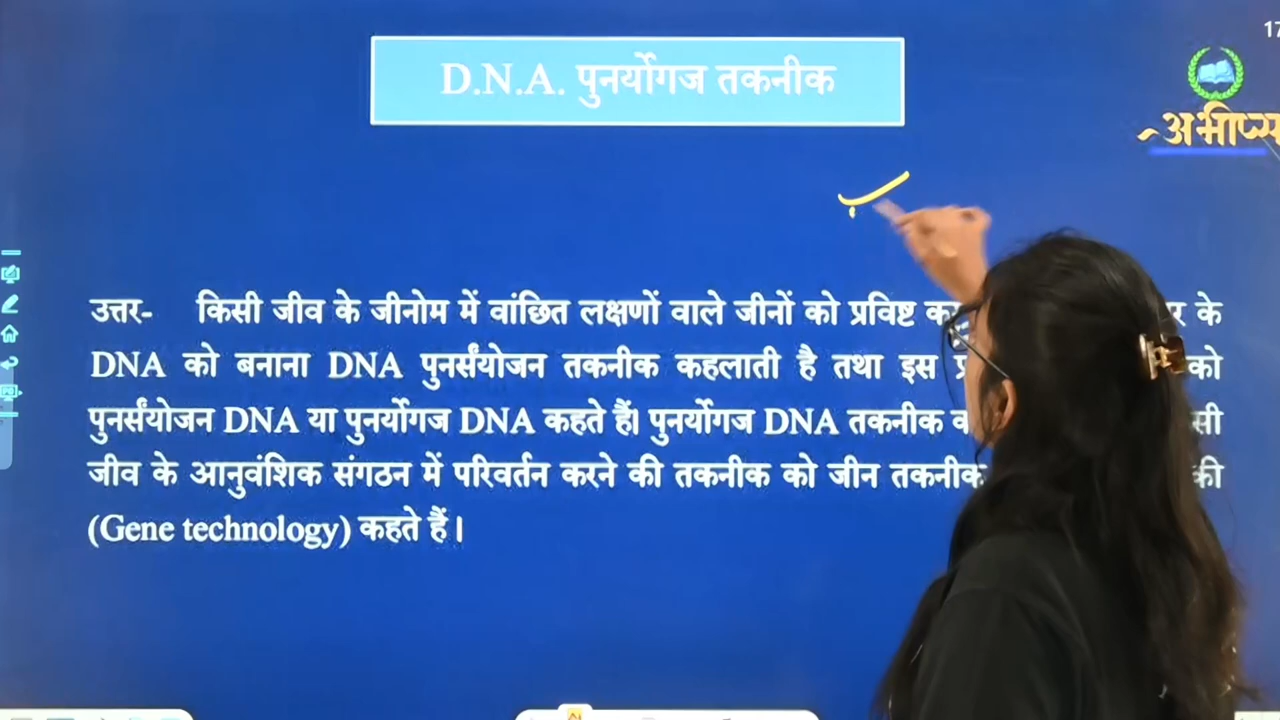 17
D.N.A. पुनर्योगज तकनीक
अभीप्स
उत्तर- किसी जीव के जीनोम में वांछित लक्षणों वाले जीनों को प्रविष्ट के
DNA को बनाना DNA पुनर्संयोजन तकनीक कहलाती है तथा इस को
पुनर्संयोजन DNA या पुनर्योगज DNA कहते हैं। पुनर्योगज DNA तकनीक
जीव के आनुवंशिक संगठन में परिवर्तन करने की तकनीक को जीन तकनीक की
(Gene technology) कहते हैं।